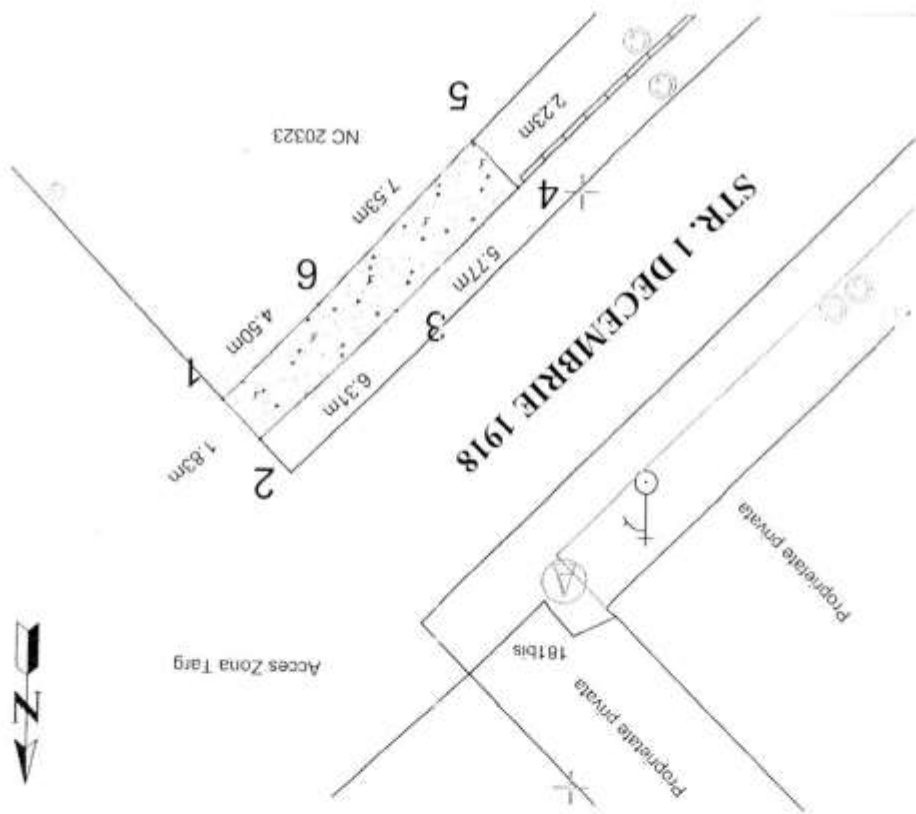 Proprietate privata
Proprietate privata
181bis
Acces Zona Targ
N
A
STR. 1 DECEMBRIE 1918
2
1.83m
1
6.31m
4.50m
3
6
5.77m
7.53m
4
2.23m
5
NC 20323